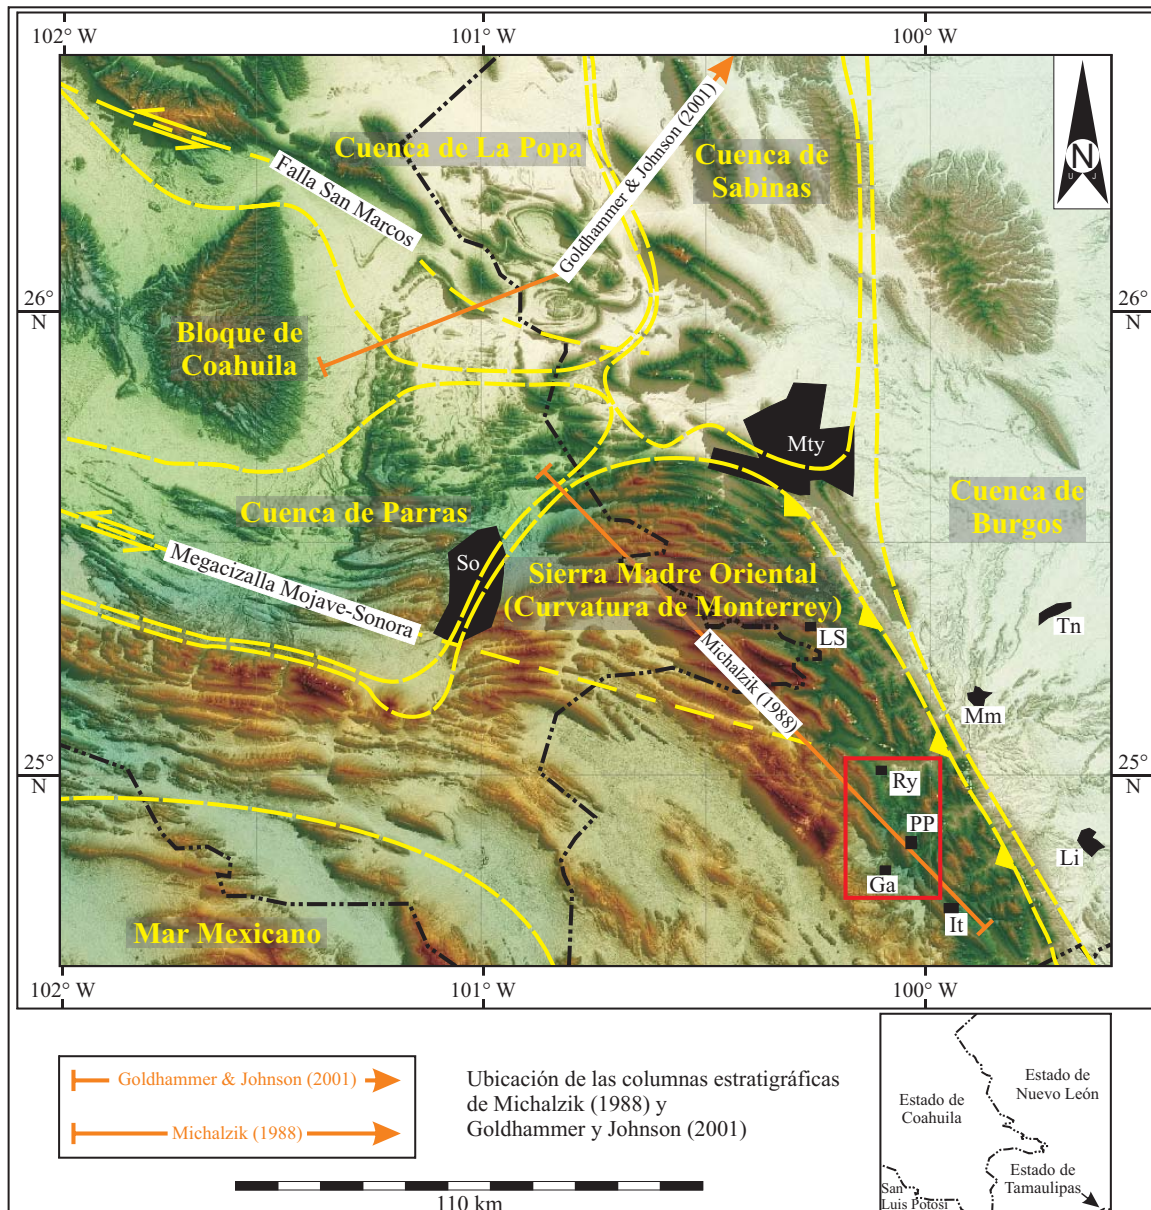 102° W
101° W
100° W
Cuenca de La Popa
Cuenca de
Sabinas
Goldhammer & Johnson (2001)
Falla San Marcos
N
U J
26°
N
26°
N
Bloque de
Coahuila
Mty
Cuenca de Parras
Cuenca de
Burgos
So
Megacizalla Mojave-Sonora
Sierra Madre Oriental
(Curvatura de Monterrey)
LS
Tn
Michalzik (1988)
Mm
25°
N
25°
N
Ry
PP
Li
Ga
It
Mar Mexicano
102° W
101° W
100° W
Goldhammer & Johnson (2001)
Michalzik (1988)
Ubicación de las columnas estratigráficas
de Michalzik (1988) y
Goldhammer y Johnson (2001)
110 km
Estado de
Nuevo León
Estado de
Coahuila
Estado de
Tamaulipas
San
Luis Potosí